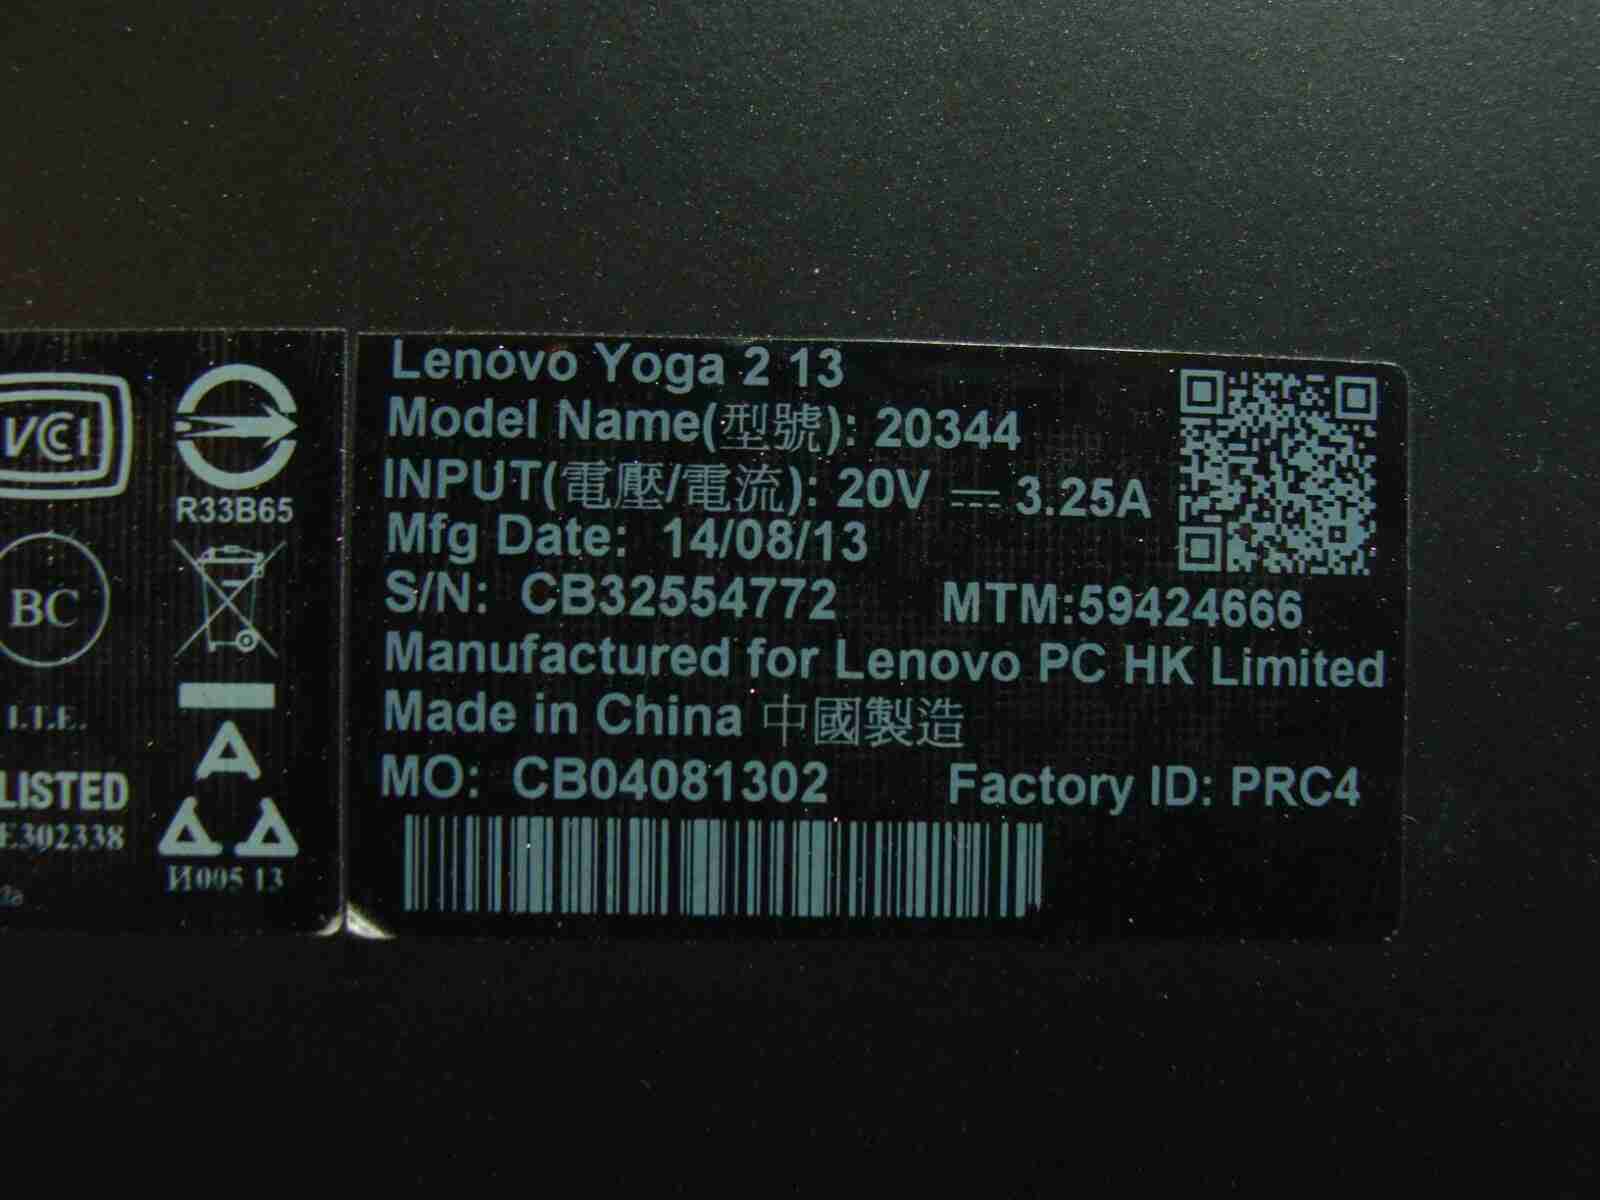 VCCI
R33B65
BC
I.T.E.
LISTED
E302338
И005 13
Lenovo Yoga 2 13
Model Name(型號): 20344
INPUT(電壓/電流): 20V ⎓ 3.25A
Mfg Date: 14/08/13
S/N: CB32554772 MTM:59424666
Manufactured for Lenovo PC HK Limited
Made in China 中國製造
MO: CB04081302 Factory ID: PRC4